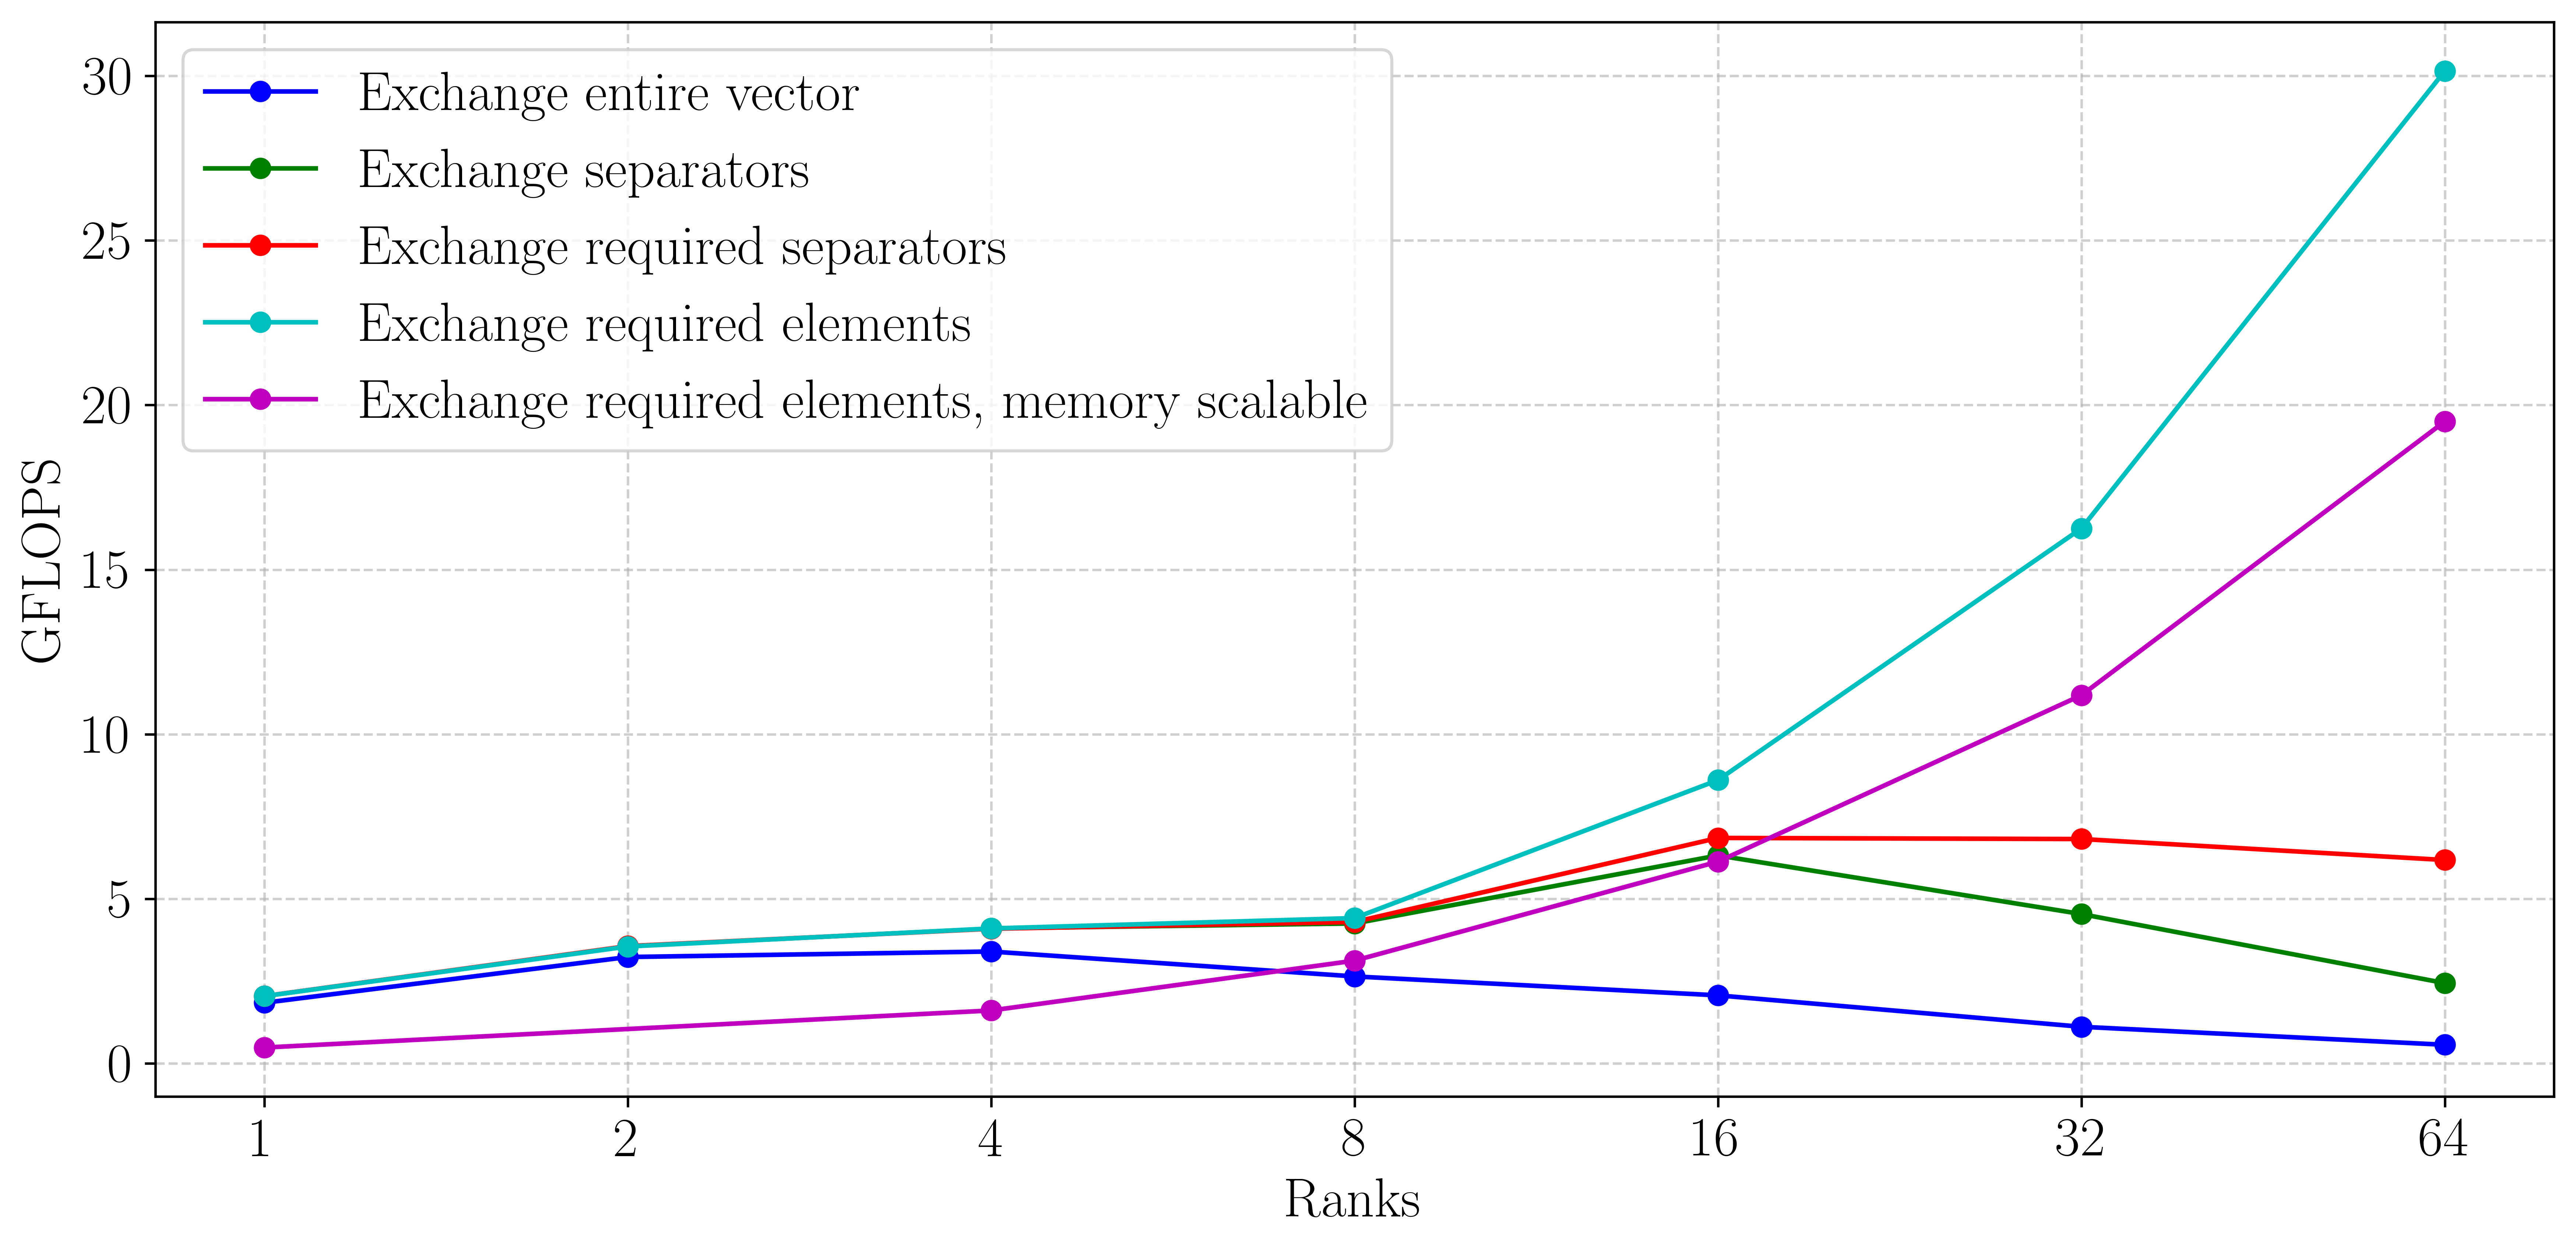 Exchange entire vector
Exchange separators
Exchange required separators
Exchange required elements
Exchange required elements, memory scalable
GFLOPS
30
25
20
15
10
5
0
1 2 4 8 16 32 64
Ranks